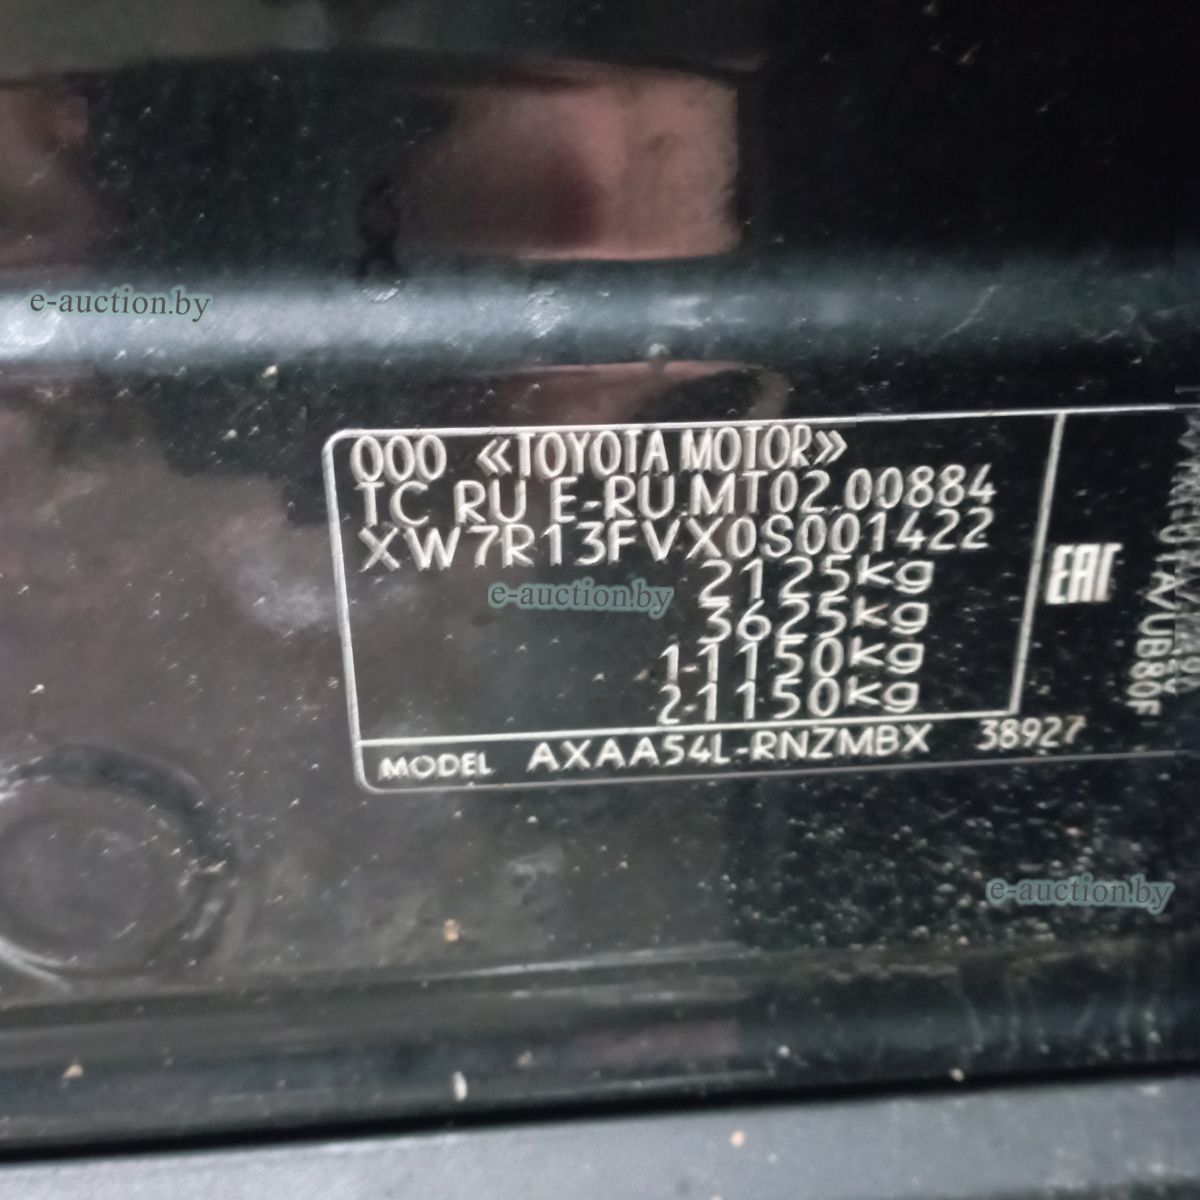 e-auction.by
ООО «TOYOTA MOTOR»
TC RU E-RU.MT02.00884
XW7R13FVX0S001422
2125kg
e-auction.by
3625kg
1-1150kg
2-1150kg
EAC
MODEL AXAA54L-RNZMBX 38927
e-auction.by